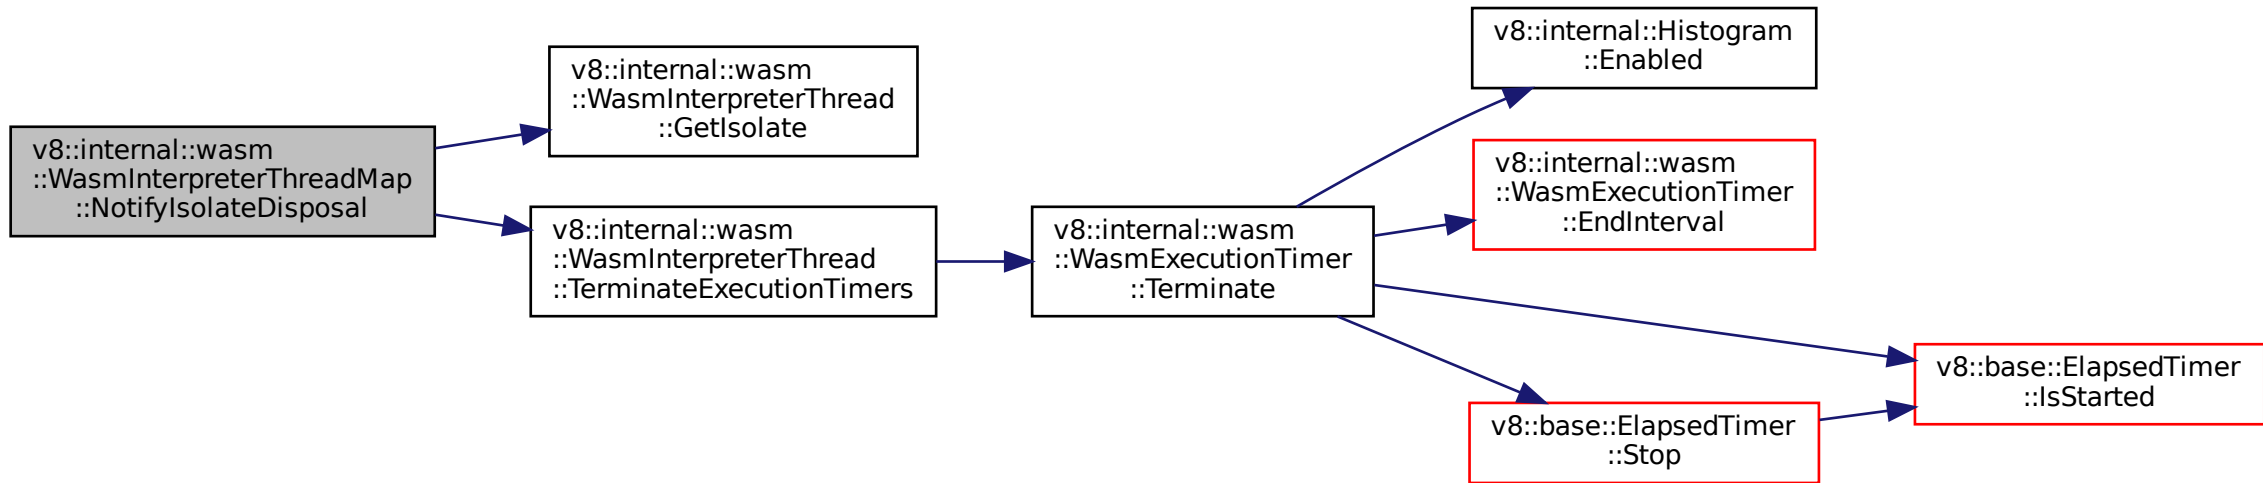 v8::internal::wasm
::WasmInterpreterThreadMap
::NotifyIsolateDisposal
v8::internal::wasm
::WasmInterpreterThread
::GetIsolate
v8::internal::wasm
::WasmInterpreterThread
::TerminateExecutionTimers
v8::internal::wasm
::WasmExecutionTimer
::Terminate
v8::internal::Histogram
::Enabled
v8::internal::wasm
::WasmExecutionTimer
::EndInterval
v8::base::ElapsedTimer
::Stop
v8::base::ElapsedTimer
::IsStarted